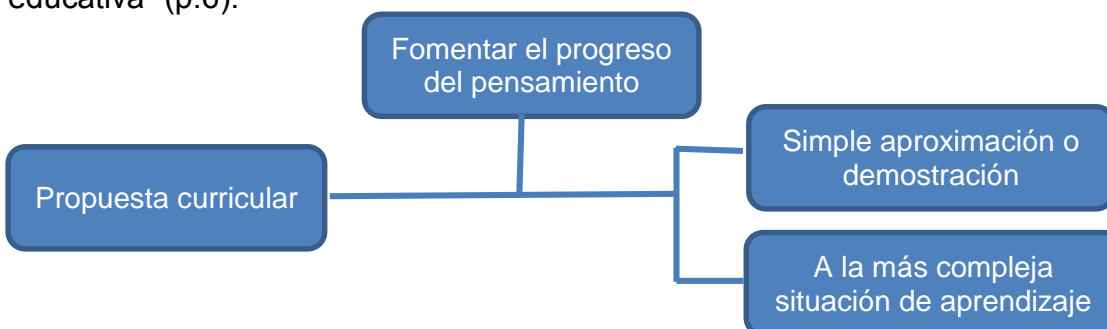 educativa" (p.6).
Fomentar el progreso
del pensamiento
Simple aproximación o
demostración
Propuesta curricular
A la más compleja
situación de aprendizaje